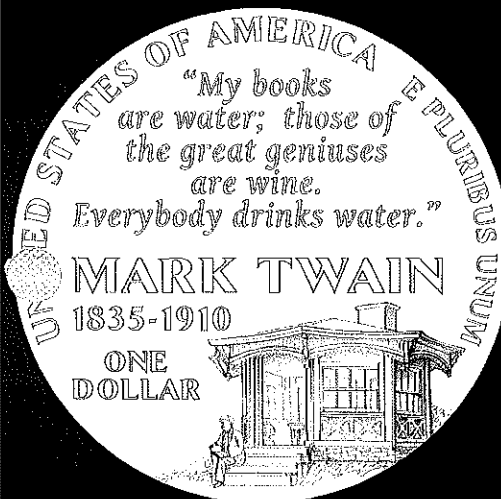 UNITED STATES OF AMERICA
E PLURIBUS UNUM
“My books
are water; those of
the great geniuses
are wine.
Everybody drinks water.”
MARK TWAIN
1835-1910
ONE
DOLLAR